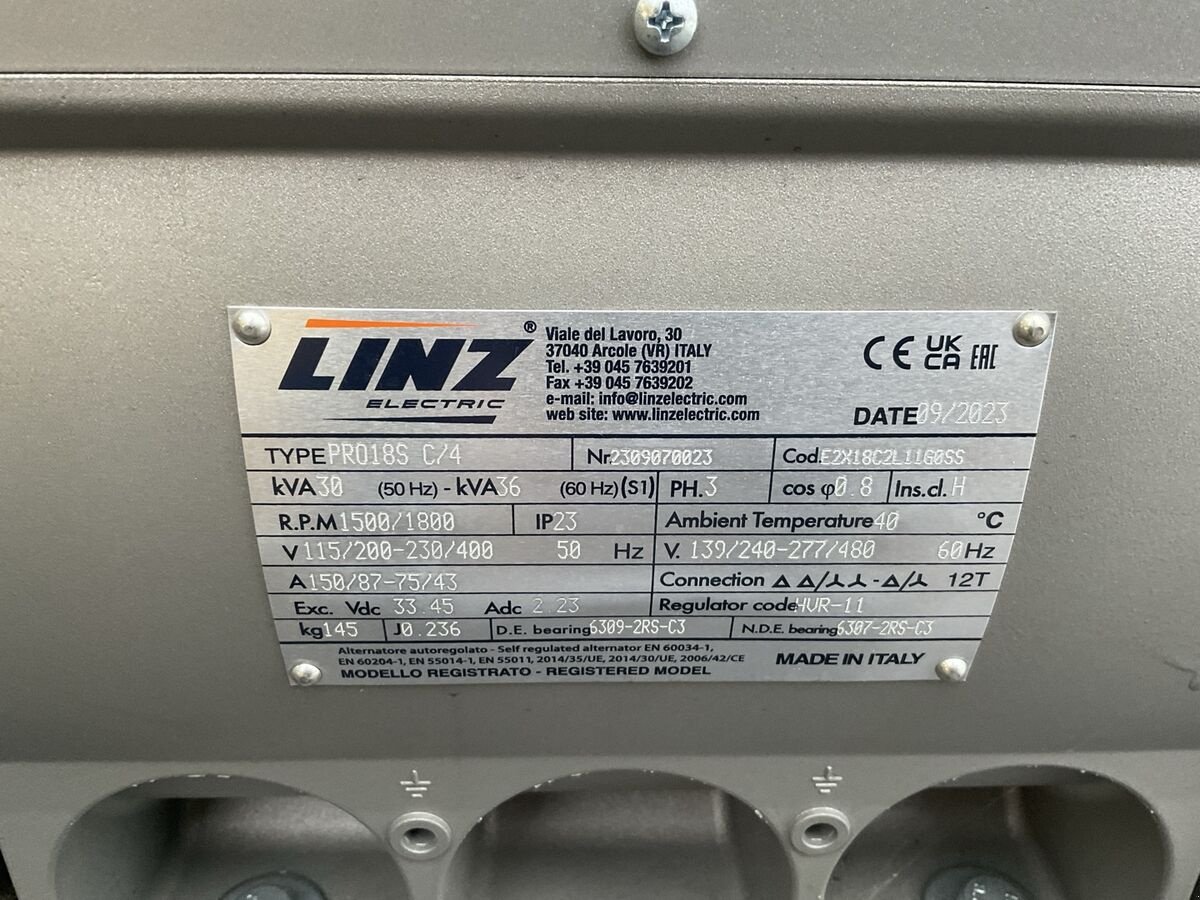 LINZ ®
ELECTRIC
Viale del Lavoro, 30
37040 Arcole (VR) ITALY
Tel. +39 045 7639201
Fax +39 045 7639202
e-mail: info@linzelectric.com
web site: www.linzelectric.com
CE UK CA EAC
DATE 09/2023
TYPE PRO18S C/4 Nr. 2309070023 Cod. E2X18C2L11G0SS
kVA 30 (50 Hz) - kVA 36 (60 Hz) (S1) PH. 3 cos φ 0.8 Ins.cl. H
R.P.M 1500/1800 IP 23 Ambient Temperature 40 °C
V 115/200-230/400 50 Hz V. 139/240-277/480 60 Hz
A 150/87-75/43 Connection △ △/⅄ ⅄ - △/⅄ 12T
Exc. Vdc 33.45 Adc 2.23 Regulator code HVR-11
kg 145 J 0.236 D.E. bearing 6309-2RS-C3 N.D.E. bearing 6307-2RS-C3
Alternatore autoregolato - Self regulated alternator EN 60034-1,
EN 60204-1, EN 55014-1, EN 55011, 2014/35/UE, 2014/30/UE, 2006/42/CE
MODELLO REGISTRATO - REGISTERED MODEL
MADE IN ITALY